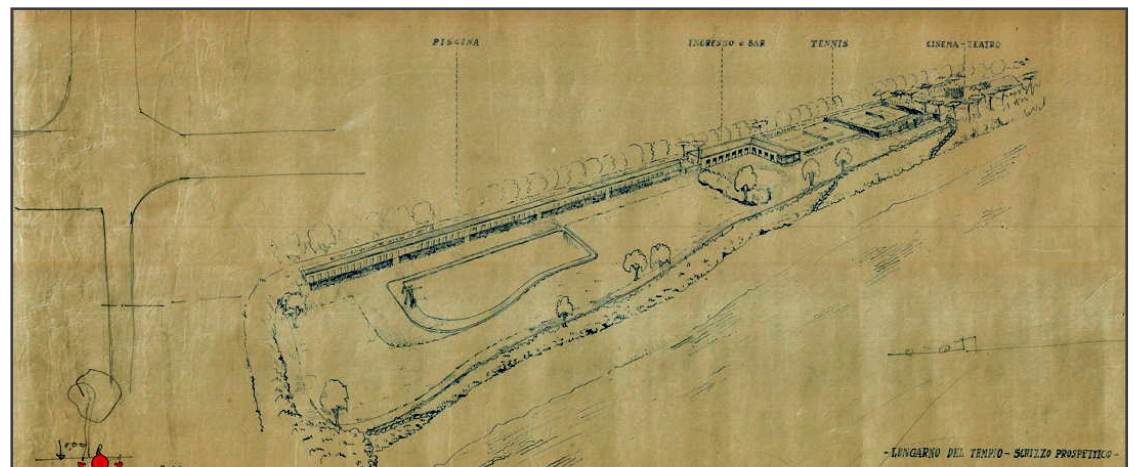 PISCINA
INGRESSO e BAR
TENNIS
CINEMA-TEATRO
- LUNGARNO DEL TEMPIO - SCHIZZO PROSPETTICO -